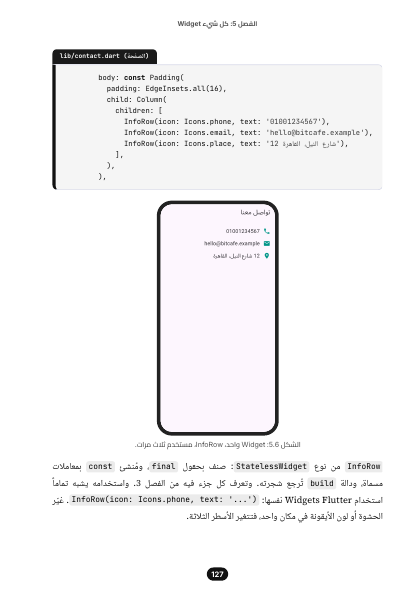 الفصل 5: كل شيء Widget
lib/contact.dart (الصفحة)
body: const Padding(
padding: EdgeInsets.all(16),
child: Column(
children: [
InfoRow(icon: Icons.phone, text: '01001234567'),
InfoRow(icon: Icons.email, text: 'hello@bitcafe.example'),
InfoRow(icon: Icons.place, text: '12 شارع النيل، القاهرة'),
],
),
),
تواصل معنا
01001234567
hello@bitcafe.example
12 شارع النيل، القاهرة
الشكل 5.6: Widget واحد، InfoRow، مستخدم ثلاث مرات.
InfoRow من نوع StatelessWidget: صنف بحقول final، ومُنشئ const بمعاملات
مسماة، ودالة build تُرجع شجرته. وتعرف كل جزء فيه من الفصل 3. واستخدامه يشبه تماماً
استخدام Widgets Flutter نفسها: InfoRow(icon: Icons.phone, text: '...'). غيّر
الحشوة أو لون الأيقونة في مكان واحد، فتتغير الأسطر الثلاثة.
127